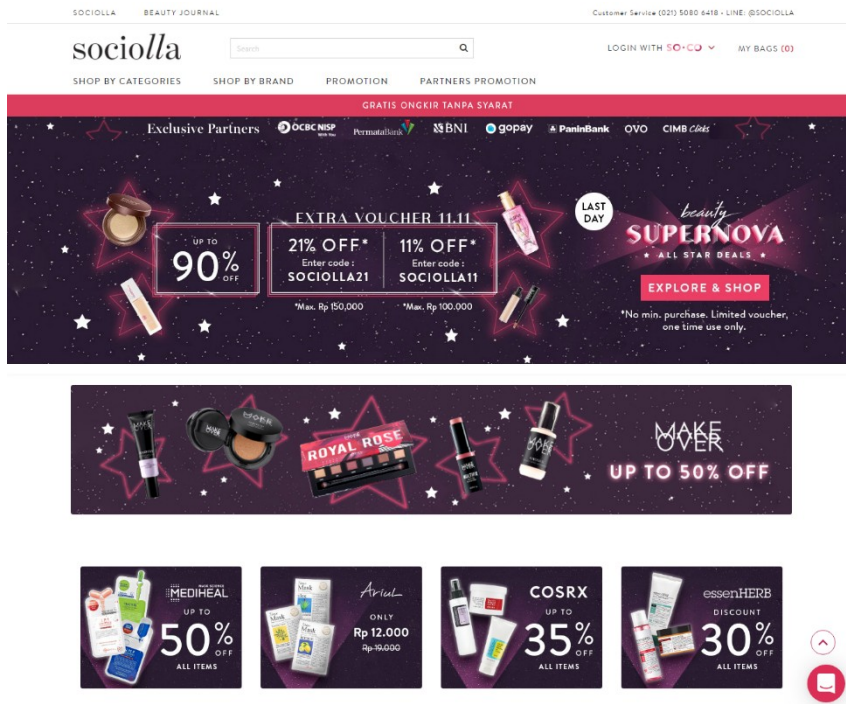 SOCIOLLA BEAUTY JOURNAL Customer Service (021) 5080 6418 - LINE: @SOCIOLLA
sociolla Search LOGIN WITH SO•CO MY BAGS (0)
SHOP BY CATEGORIES SHOP BY BRAND PROMOTION PARTNERS PROMOTION
GRATIS ONGKIR TANPA SYARAT
Exclusive Partners OCBC NISP With You PermataBank BNI gopay PaninBank OVO CIMB Clicks
EXTRA VOUCHER 11.11
UP TO
90% OFF
21% OFF*
Enter code :
SOCIOLLA21
*Max. Rp 150,000
11% OFF*
Enter code :
SOCIOLLA11
*Max. Rp 100.000
LAST
DAY
beauty
SUPERNOVA
ALL STAR DEALS
EXPLORE & SHOP
*No min. purchase. Limited voucher,
one time use only.
MAKE
OVER
ROYAL ROSE
MAKE
OVER
UP TO 50% OFF
MEDIHEAL
UP TO
50% OFF
ALL ITEMS
Mask
Mask
Ariul
ONLY
Rp 12.000
Rp 19.000
COSRX
UP TO
35% OFF
ALL ITEMS
essenHERB
DISCOUNT
30% OFF
ALL ITEMS